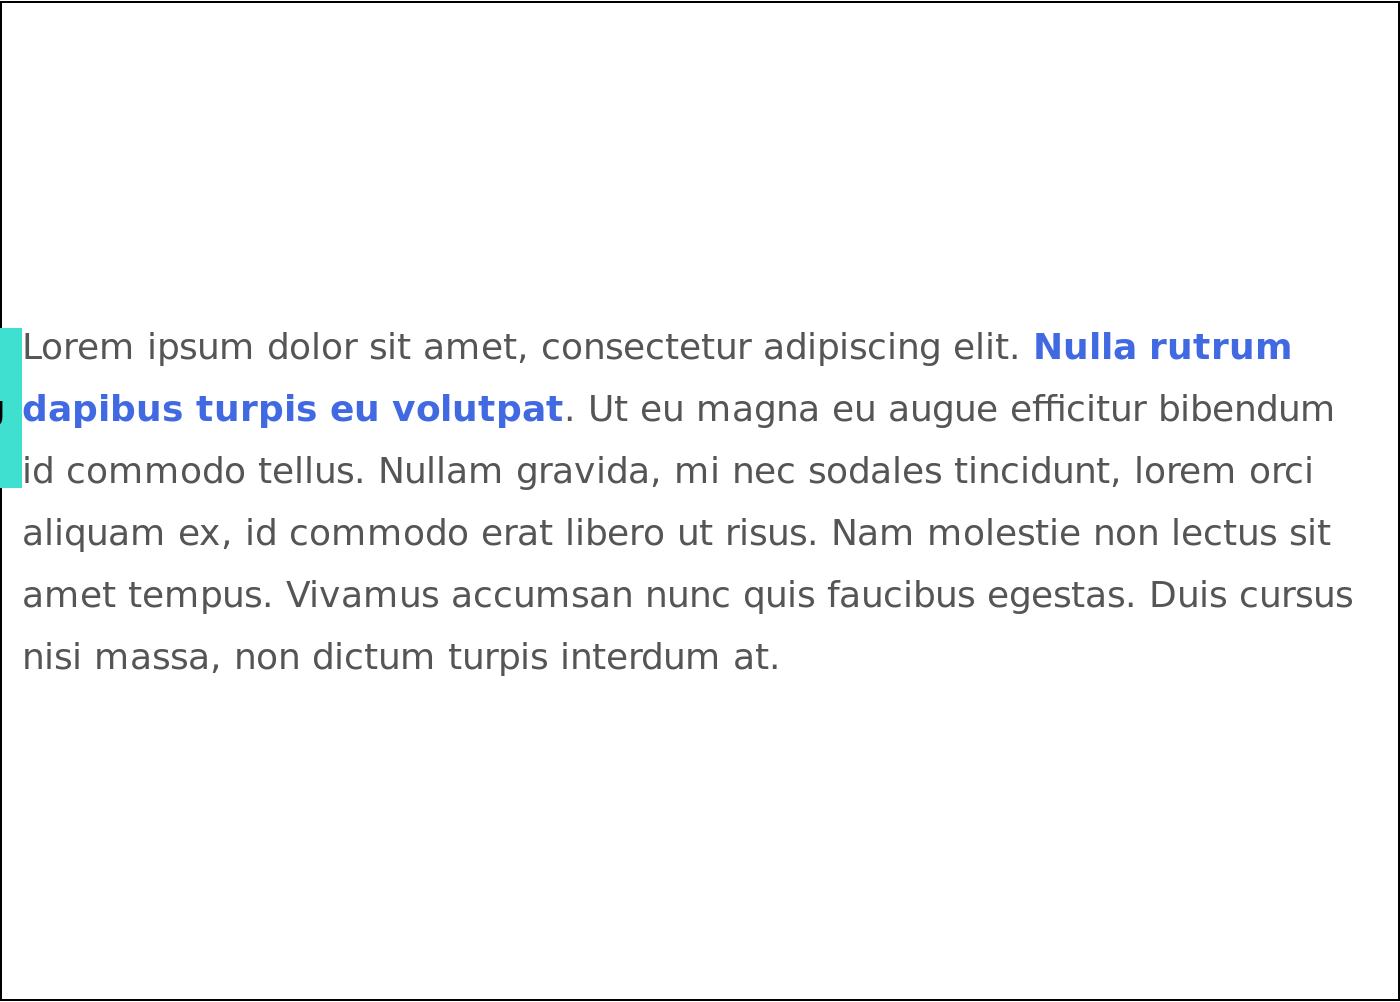 Lorem ipsum dolor sit amet, consectetur adipiscing elit. Nulla rutrum
dapibus turpis eu volutpat. Ut eu magna eu augue efficitur bibendum
id commodo tellus. Nullam gravida, mi nec sodales tincidunt, lorem orci
aliquam ex, id commodo erat libero ut risus. Nam molestie non lectus sit
amet tempus. Vivamus accumsan nunc quis faucibus egestas. Duis cursus
nisi massa, non dictum turpis interdum at.